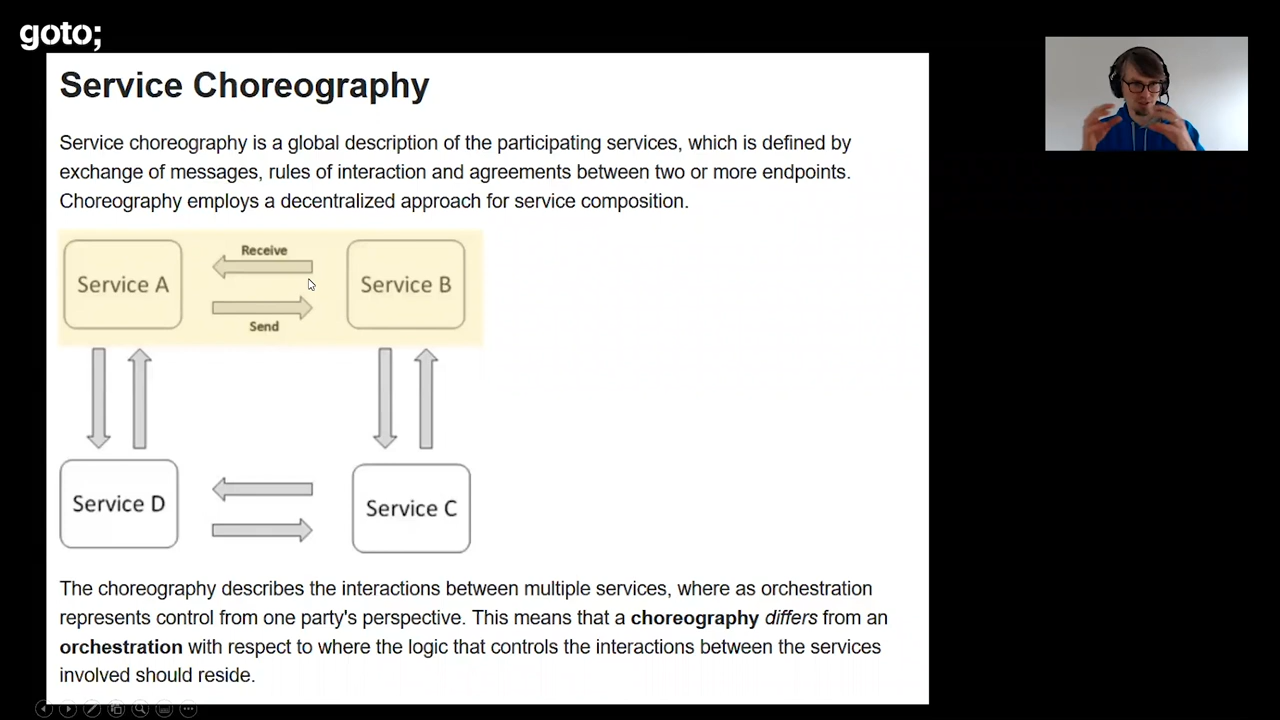 goto;
Service Choreography
Service choreography is a global description of the participating services, which is defined by
exchange of messages, rules of interaction and agreements between two or more endpoints.
Choreography employs a decentralized approach for service composition.
Receive
Service A
Service B
Send
Service D
Service C
The choreography describes the interactions between multiple services, where as orchestration
represents control from one party's perspective. This means that a choreography differs from an
orchestration with respect to where the logic that controls the interactions between the services
involved should reside.